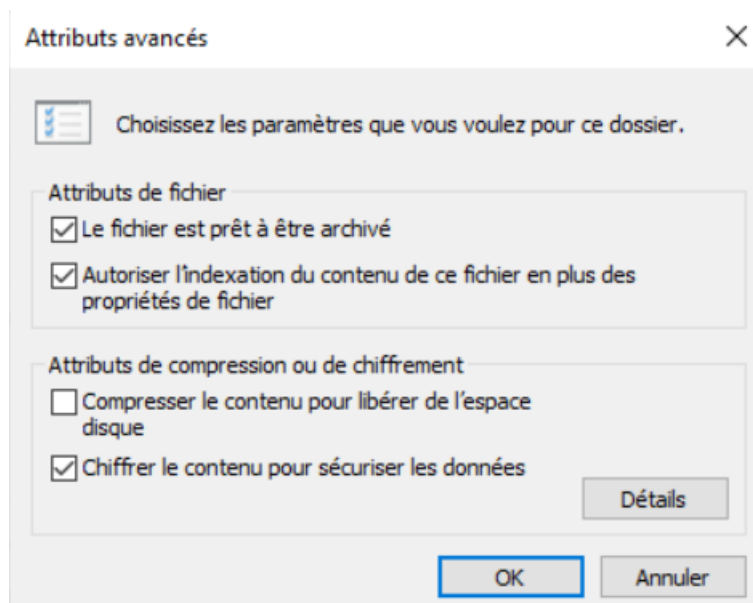 Attributs avancés
Choisissez les paramètres que vous voulez pour ce dossier.
Attributs de fichier
Le fichier est prêt à être archivé
Autoriser l'indexation du contenu de ce fichier en plus des
propriétés de fichier
Attributs de compression ou de chiffrement
Compresser le contenu pour libérer de l'espace
disque
Chiffrer le contenu pour sécuriser les données
Détails
OK
Annuler